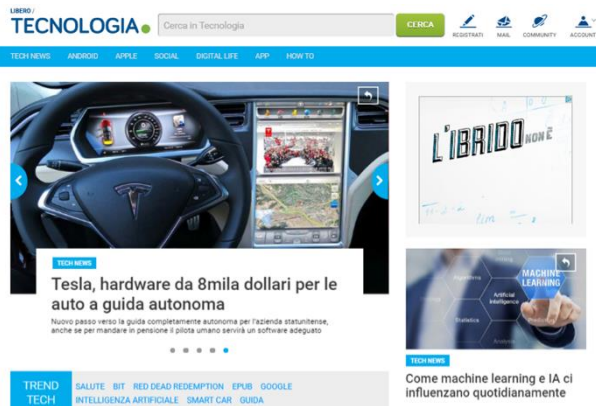 LIBERO /
TECNOLOGIA
Cerca in Tecnologia
CERCA
REGISTRATI
MAIL
COMMUNITY
ACCOUNT
TECH NEWS
ANDROID
APPLE
SOCIAL
DIGITAL LIFE
APP
HOW TO
TECH NEWS
Tesla, hardware da 8mila dollari per le
auto a guida autonoma
Nuovo passo verso la guida completamente autonoma per l'azienda statunitense,
anche se per mandare in pensione il pilota umano servirà un software adeguato
TREND
TECH
SALUTE BIT RED DEAD REDEMPTION EPUB GOOGLE
INTELLIGENZA ARTIFICIALE SMART CAR GUIDA
L'IBRIDO NON È
lim
Algorithms
MACHINE
LEARNING
Artificial
Intelligence
Statistics
TECH NEWS
Come machine learning e IA ci
influenzano quotidianamente